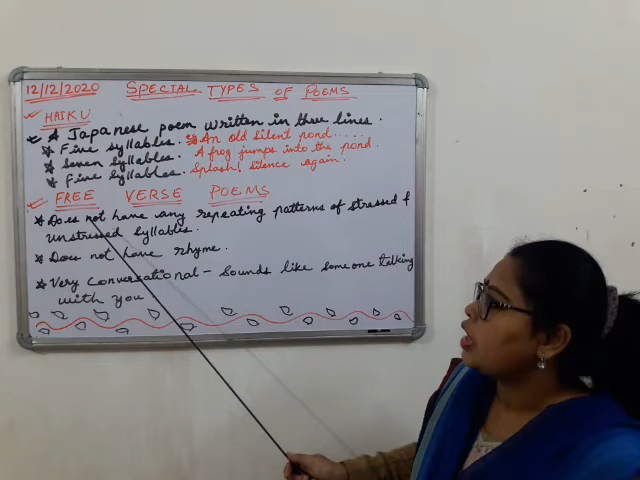 12/12/2020 SPECIAL TYPES OF POEMS
HAIKU
* A Japanese poem written in three lines.
* Five syllables. An old silent pond.....
* Seven syllables. A frog jumps into the pond.
* Five syllables. Splash! silence again.
FREE VERSE POEMS
* Does not have any repeating patterns of stressed &
unstressed syllables.
* Does not have rhyme.
* Very conversational - sounds like someone talking
with you